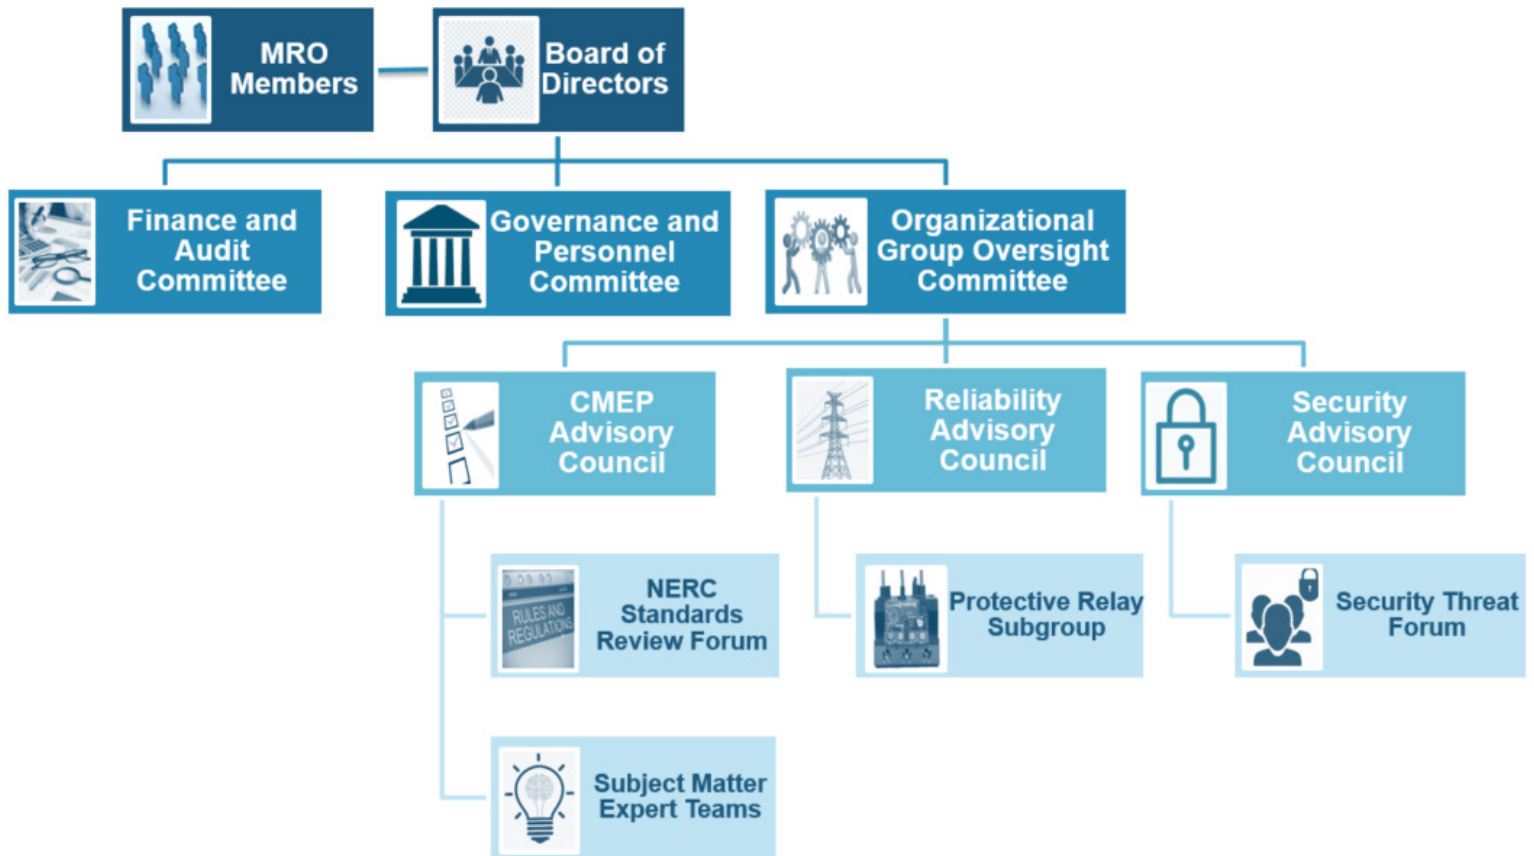 MRO
Members
Board of
Directors
Finance and
Audit
Committee
Governance and
Personnel
Committee
Organizational
Group Oversight
Committee
CMEP
Advisory
Council
Reliability
Advisory
Council
Security
Advisory
Council
RULES AND
REGULATIONS
NERC
Standards
Review Forum
Protective Relay
Subgroup
Security Threat
Forum
Subject Matter
Expert Teams